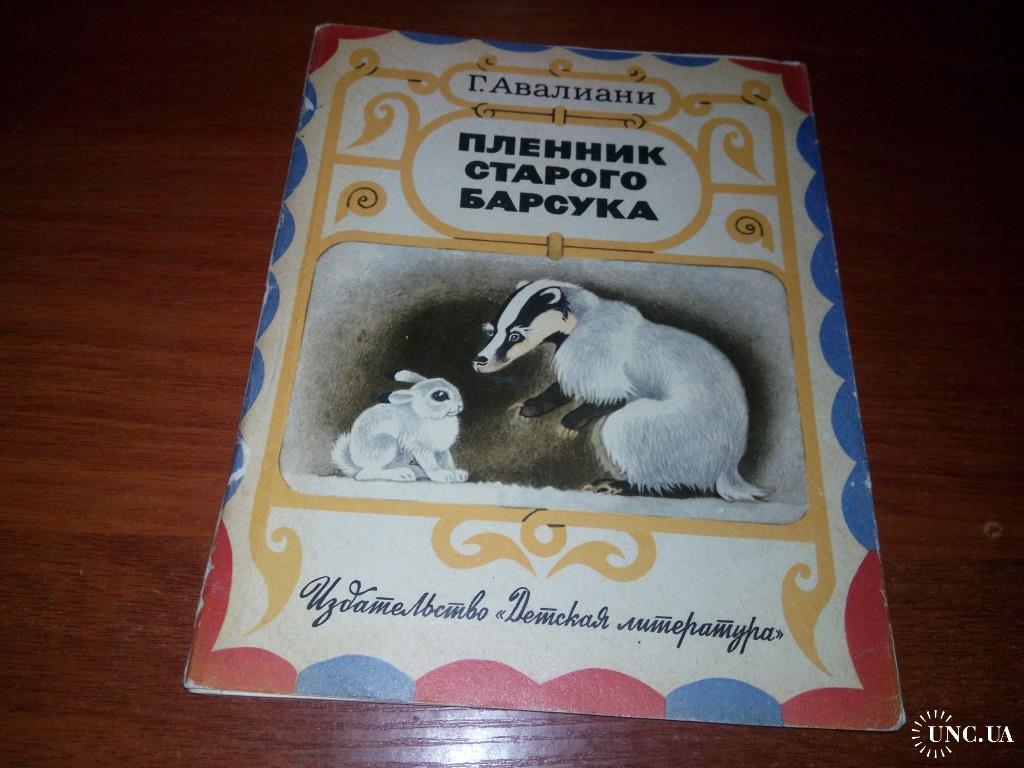 Г. Авалиани
ПЛЕННИК
СТАРОГО
БАРСУКА
Издательство «Детская литература»
UNC.UA